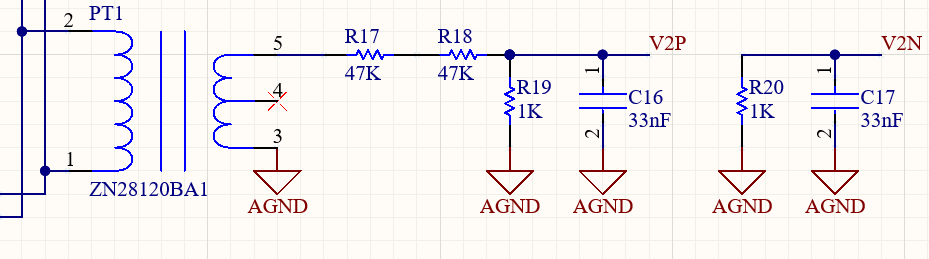 PT1
2
1
ZN28120BA1
5
4
3
AGND
R17
47K
R18
47K
R19
1K
AGND
1
C16
33nF
2
AGND
V2P
R20
1K
AGND
1
C17
33nF
2
AGND
V2N